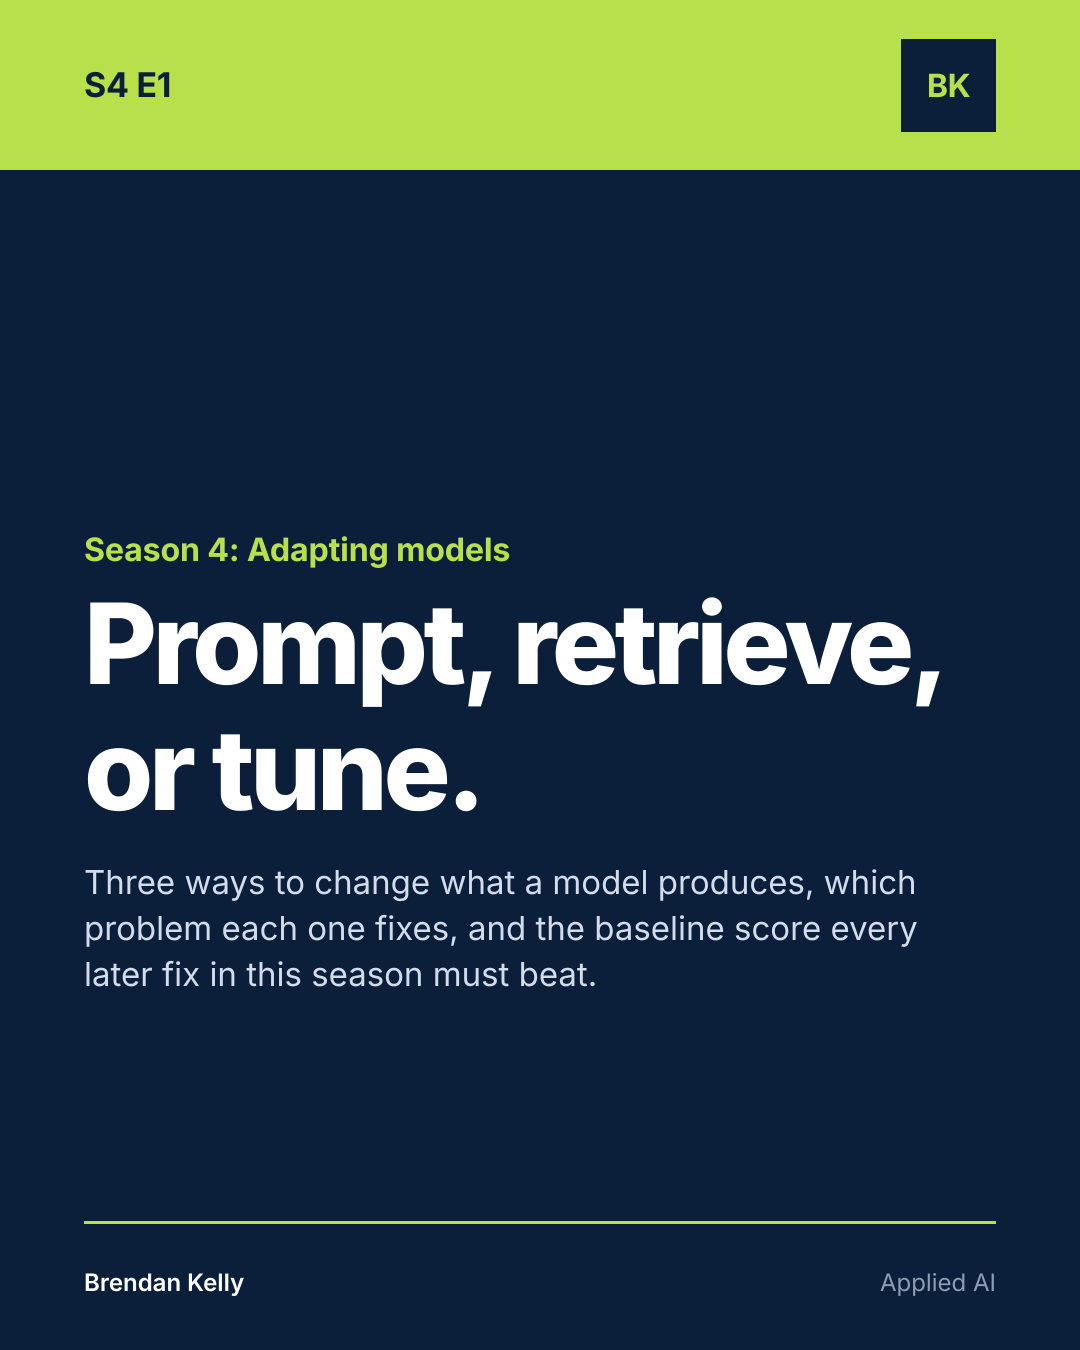 S4 E1
BK
Season 4: Adapting models
Prompt, retrieve,
or tune.
Three ways to change what a model produces, which
problem each one fixes, and the baseline score every
later fix in this season must beat.
Brendan Kelly
Applied AI